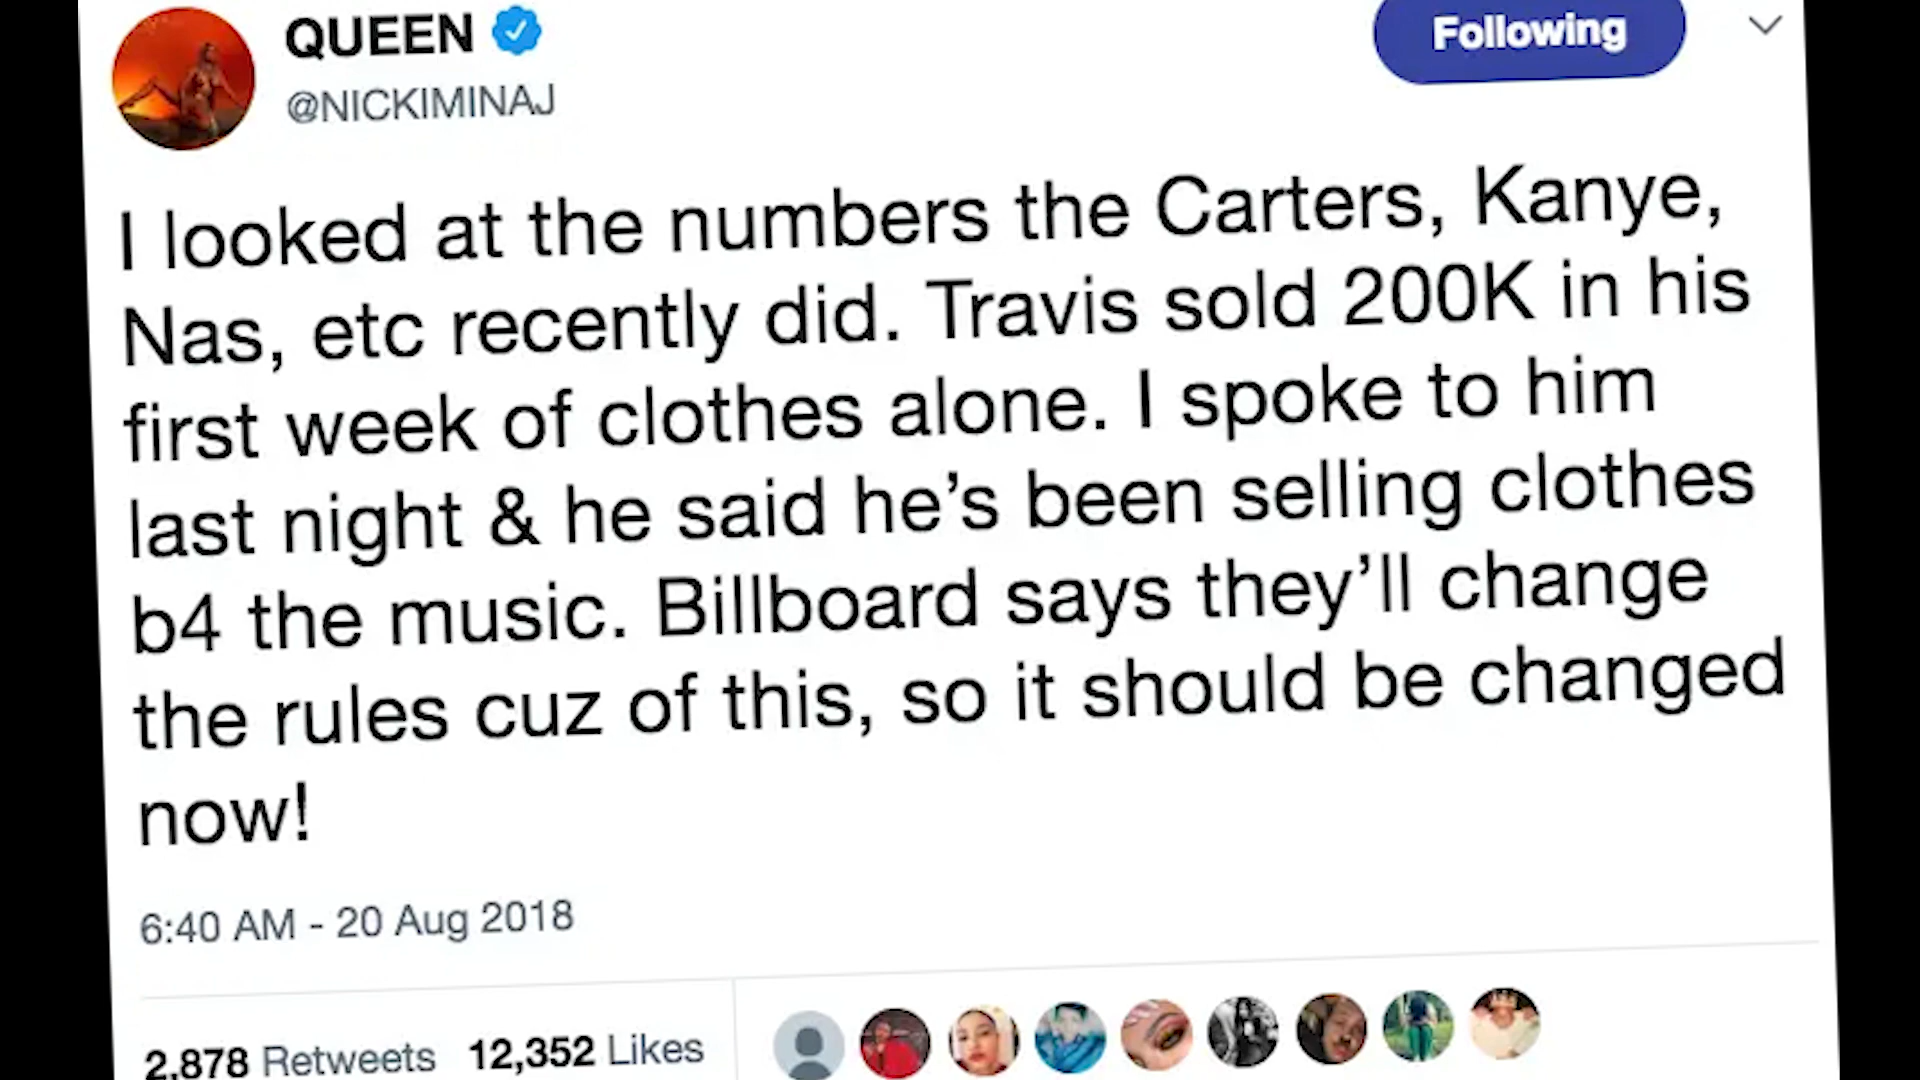 QUEEN
Following
@NICKIMINAJ
I looked at the numbers the Carters, Kanye,
Nas, etc recently did. Travis sold 200K in his
first week of clothes alone. I spoke to him
last night & he said he's been selling clothes
b4 the music. Billboard says they'll change
the rules cuz of this, so it should be changed
now!
6:40 AM - 20 Aug 2018
2,878 Retweets 12,352 Likes